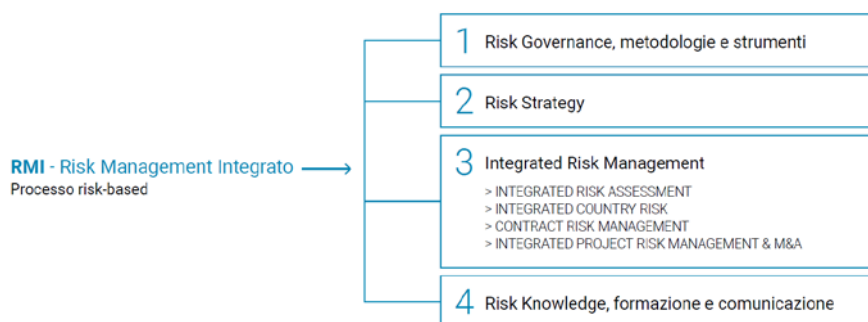 1 Risk Governance, metodologie e strumenti
2 Risk Strategy
RMI - Risk Management Integrato
Processo risk-based
3 Integrated Risk Management
> INTEGRATED RISK ASSESSMENT
> INTEGRATED COUNTRY RISK
> CONTRACT RISK MANAGEMENT
> INTEGRATED PROJECT RISK MANAGEMENT & M&A
4 Risk Knowledge, formazione e comunicazione